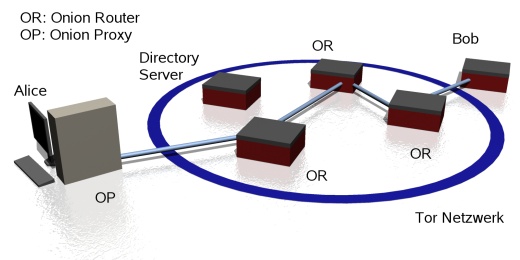 OR: Onion Router
OP: Onion Proxy
Directory
Server
OR
Bob
Alice
OR
OR
OP
Tor Netzwerk